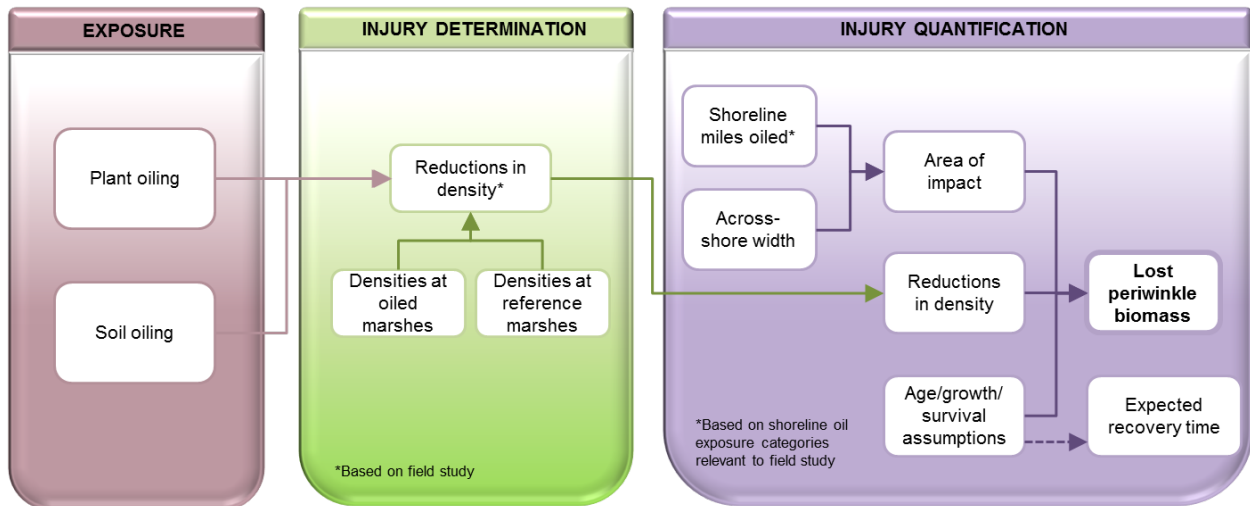 EXPOSURE
Plant oiling
Soil oiling
INJURY DETERMINATION
Reductions in
density*
Densities at
oiled
marshes
Densities at
reference
marshes
*Based on field study
INJURY QUANTIFICATION
Shoreline
miles oiled*
Across-
shore width
Area of
impact
Reductions
in density
Age/growth/
survival
assumptions
Lost
periwinkle
biomass
Expected
recovery time
*Based on shoreline oil
exposure categories
relevant to field study